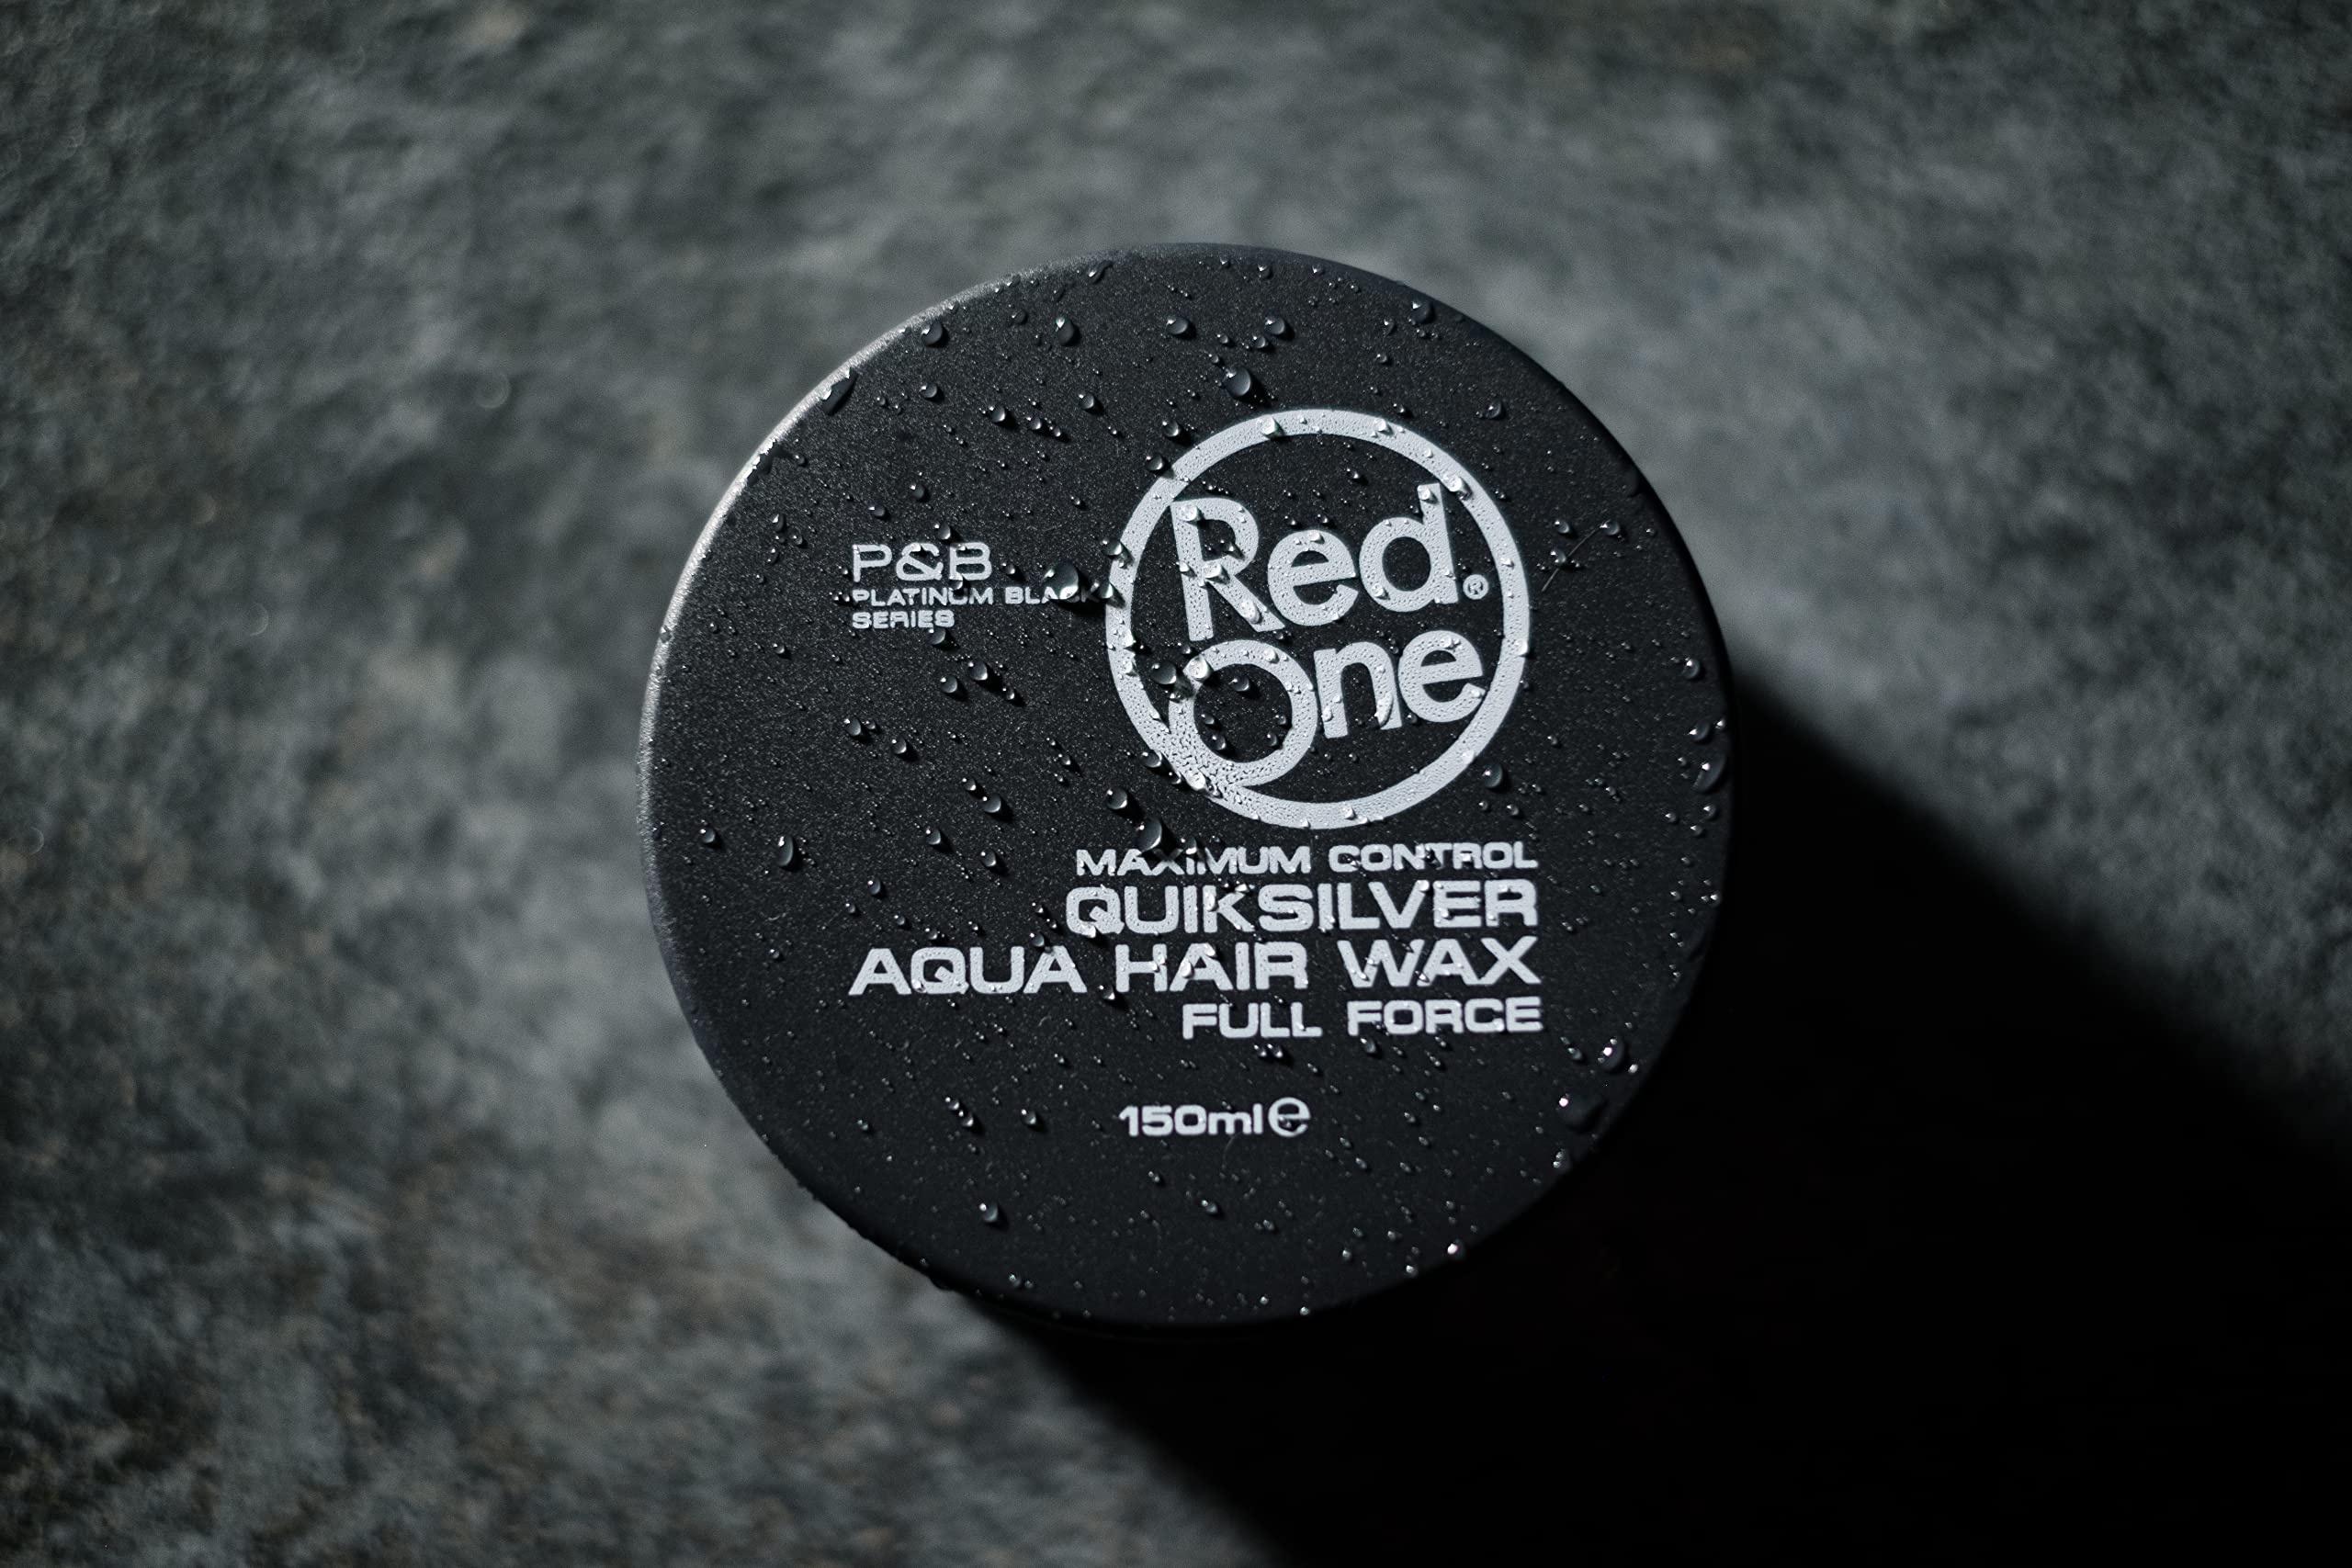 P&B
PLATINUM BLACK
SERIES
Red
One
®
MAXIMUM CONTROL
QUIKSILVER
AQUA HAIR WAX
FULL FORCE
150ml℮